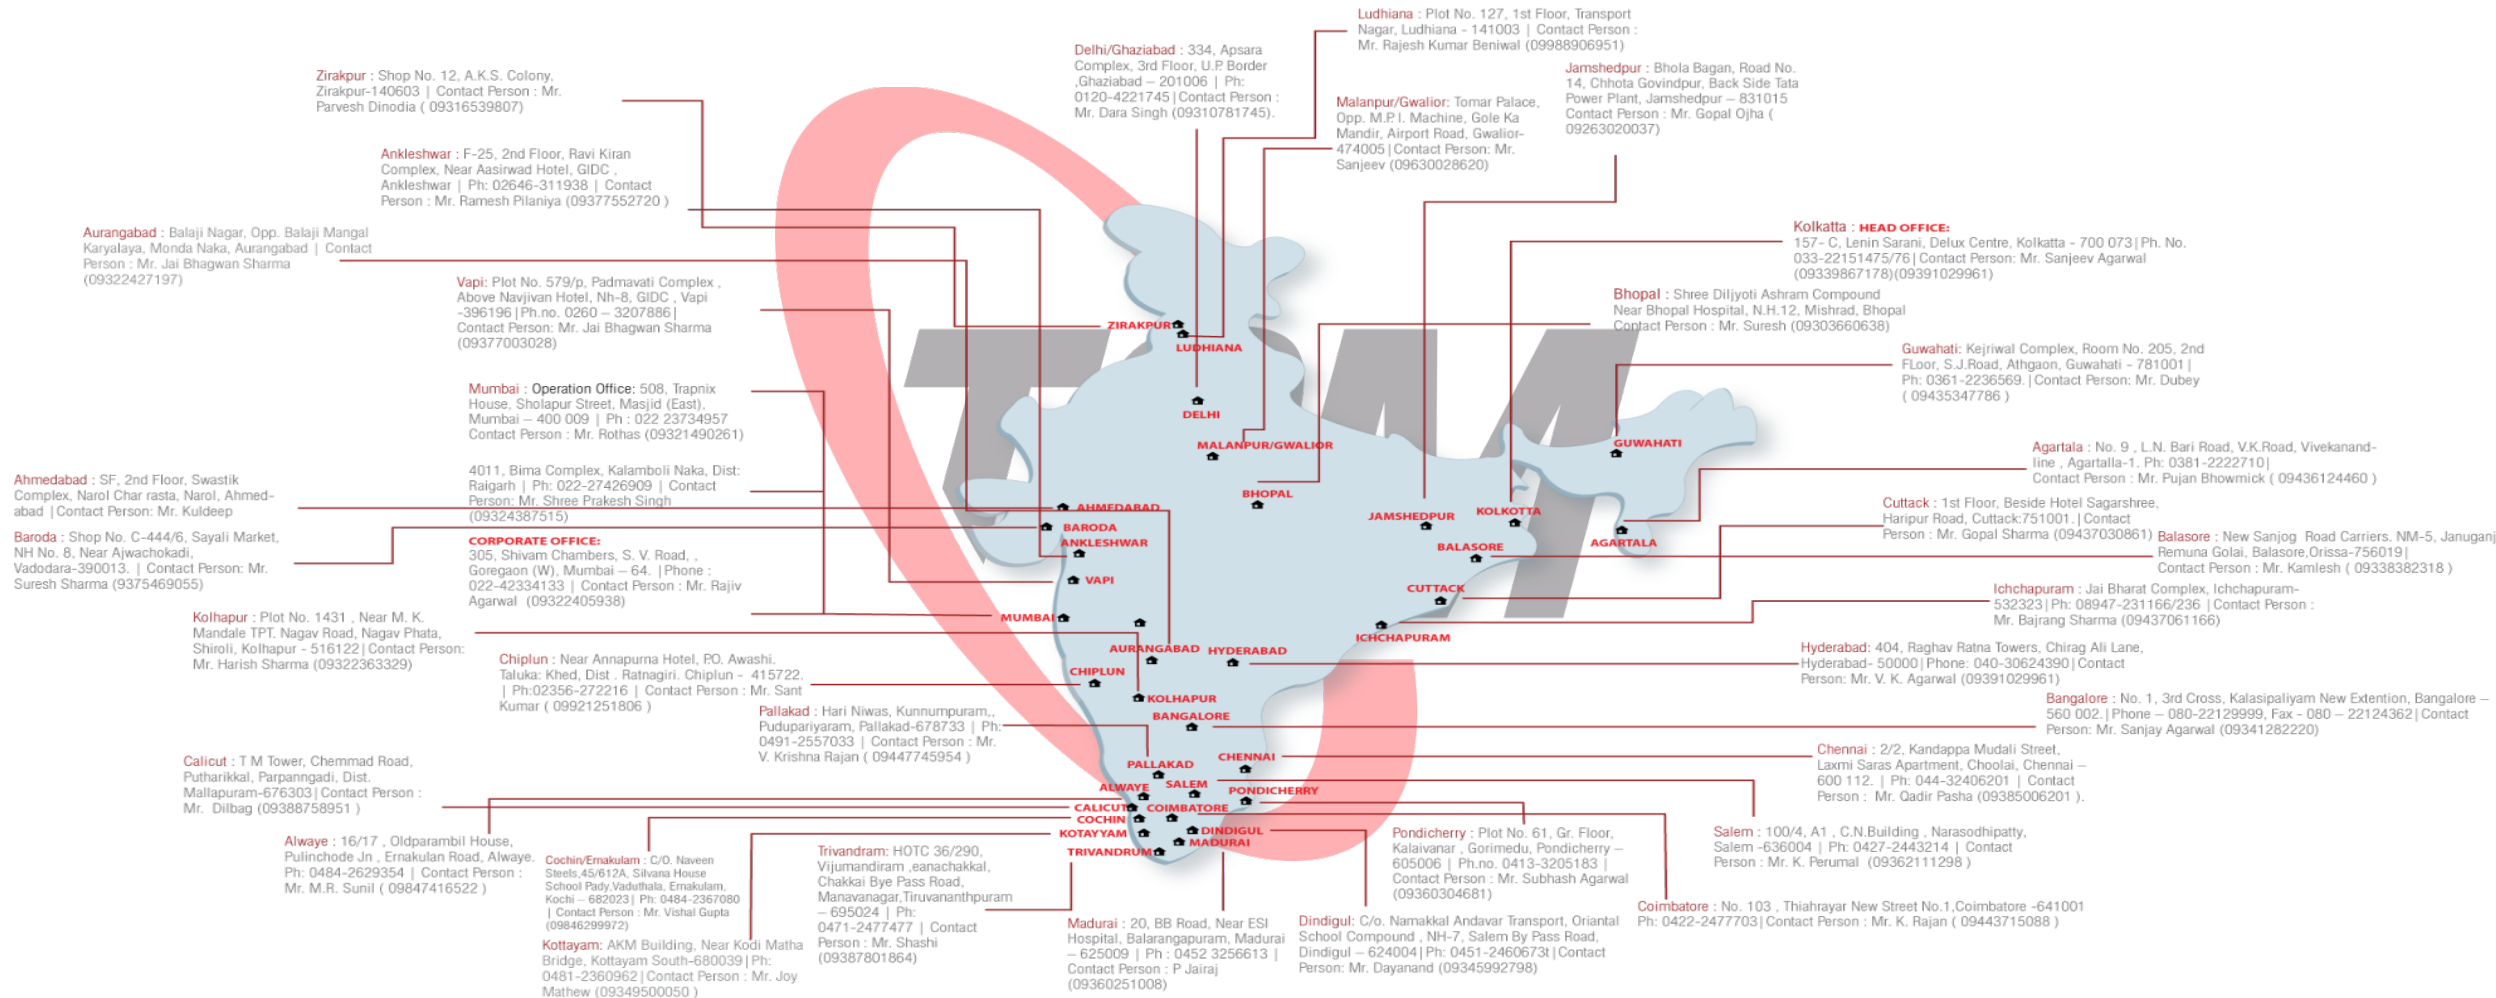 Ludhiana : Plot No. 127, 1st Floor, Transport
Nagar, Ludhiana - 141003 | Contact Person :
Mr. Rajesh Kumar Beniwal (09988906951)
Delhi/Ghaziabad : 334, Apsara
Complex, 3rd Floor, U.P. Border
,Ghaziabad – 201006 | Ph:
0120-4221745|Contact Person :
Mr. Dara Singh (09310781745).
Zirakpur : Shop No. 12, A.K.S. Colony,
Zirakpur-140603 | Contact Person : Mr.
Parvesh Dinodia ( 09316539807)
Jamshedpur : Bhola Bagan, Road No.
14, Chhota Govindpur, Back Side Tata
Power Plant, Jamshedpur – 831015
Contact Person : Mr. Gopal Ojha (
09263020037)
Malanpur/Gwalior: Tomar Palace,
Opp. M.P. I. Machine, Gole Ka
Mandir, Airport Road, Gwalior-
474005|Contact Person: Mr.
Sanjeev (09630028620)
Ankleshwar : F-25, 2nd Floor, Ravi Kiran
Complex, Near Aasirwad Hotel, GIDC ,
Ankleshwar | Ph: 02646-311938 | Contact
Person : Mr. Ramesh Pilaniya (09377552720 )
Aurangabad : Balaji Nagar, Opp. Balaji Mangal
Karyalaya, Monda Naka, Aurangabad | Contact
Person : Mr. Jai Bhagwan Sharma
(09322427197)
Kolkatta : HEAD OFFICE:
157- C, Lenin Sarani, Delux Centre, Kolkatta - 700 073|Ph. No.
033-22151475/76|Contact Person: Mr. Sanjeev Agarwal
(09339867178)(09391029961)
Vapi: Plot No. 579/p, Padmavati Complex ,
Above Navjivan Hotel, Nh-8, GIDC , Vapi
-396196|Ph.no. 0260 – 3207886|
Contact Person: Mr. Jai Bhagwan Sharma
(09377003028)
Bhopal : Shree Diljyoti Ashram Compound
Near Bhopal Hospital, N.H.12, Mishrad, Bhopal
Contact Person : Mr. Suresh (09303660638)
Guwahati: Kejriwal Complex, Room No. 205, 2nd
FLoor, S.J.Road, Athgaon, Guwahati - 781001|
Ph: 0361-2236569.|Contact Person: Mr. Dubey
( 09435347786 )
Mumbai : Operation Office: 508, Trapnix
House, Sholapur Street, Masjid (East),
Mumbai – 400 009 | Ph : 022 23734957
Contact Person : Mr. Rothas (09321490261)
4011, Bima Complex, Kalamboli Naka, Dist:
Raigarh | Ph: 022-27426909 | Contact
Person: Mr. Shree Prakesh Singh
(09324387515)
CORPORATE OFFICE:
305, Shivam Chambers, S. V. Road, ,
Goregaon (W), Mumbai – 64. |Phone :
022-42334133 | Contact Person : Mr. Rajiv
Agarwal (09322405938)
Agartala : No. 9 , L.N. Bari Road, V.K.Road, Vivekanand-
line , Agartalla-1. Ph: 0381-2222710|
Contact Person : Mr. Pujan Bhowmick ( 09436124460 )
Ahmedabad : SF, 2nd Floor, Swastik
Complex, Narol Char rasta, Narol, Ahmed-
abad |Contact Person: Mr. Kuldeep
Cuttack : 1st Floor, Beside Hotel Sagarshree,
Haripur Road, Cuttack:751001.|Contact
Person : Mr. Gopal Sharma (09437030861)
Baroda : Shop No. C-444/6, Sayali Market,
NH No. 8, Near Ajwachokadi,
Vadodara-390013. | Contact Person: Mr.
Suresh Sharma (9375469055)
Balasore : New Sanjog Road Carriers. NM-5, Januganj
Remuna Golai, Balasore,Orissa-756019|
Contact Person : Mr. Kamlesh ( 09338382318 )
Ichchapuram : Jai Bharat Complex, Ichchapuram-
532323|Ph: 08947-231166/236 |Contact Person :
Mr. Bajrang Sharma (09437061166)
Kolhapur : Plot No. 1431 , Near M. K.
Mandale TPT. Nagav Road, Nagav Phata,
Shiroli, Kolhapur - 516122|Contact Person:
Mr. Harish Sharma (09322363329)
Hyderabad: 404, Raghav Ratna Towers, Chirag Ali Lane,
Hyderabad- 50000|Phone: 040-30624390|Contact
Person: Mr. V. K. Agarwal (09391029961)
Chiplun : Near Annapurna Hotel, P.O. Awashi.
Taluka: Khed, Dist . Ratnagiri. Chiplun - 415722.
| Ph:02356-272216 | Contact Person : Mr. Sant
Kumar ( 09921251806 )
Bangalore : No. 1, 3rd Cross, Kalasipaliyam New Extention, Bangalore –
560 002.|Phone – 080-22129999, Fax - 080 – 22124362|Contact
Person: Mr. Sanjay Agarwal (09341282220)
Pallakad : Hari Niwas, Kunnumpuram,,
Pudupariyaram, Pallakad-678733 | Ph:
0491-2557033 | Contact Person : Mr.
V. Krishna Rajan ( 09447745954 )
Chennai : 2/2, Kandappa Mudali Street,
Laxmi Saras Apartment, Choolai, Chennai –
600 112. | Ph: 044-32406201 | Contact
Person : Mr. Qadir Pasha (09385006201 ).
Calicut : T M Tower, Chemmad Road,
Putharikkal, Parpanngadi, Dist.
Mallapuram-676303|Contact Person :
Mr. Dilbag (09388758951 )
Alwaye : 16/17 , Oldparambil House,
Pulinchode Jn , Ernakulan Road, Alwaye.
Ph: 0484-2629354 | Contact Person :
Mr. M.R. Sunil ( 09847416522 )
Cochin/Ernakulam : C/O. Naveen
Steels,45/612A, Silvana House
School Pady,Vaduthala, Ernakulam,
Kochi – 682023| Ph: 0484-2367080
| Contact Person : Mr. Vishal Gupta
(09846299972)
Kottayam: AKM Building, Near Kodi Matha
Bridge, Kottayam South-680039|Ph:
0481-2360962|Contact Person : Mr. Joy
Mathew (09349500050 )
Trivandrum: HOTC 36/290,
Vijumandiram ,eanachakkal,
Chakkai Bye Pass Road,
Manavanagar,Tiruvananthpuram
– 695024 | Ph:
0471-2477477 | Contact
Person : Mr. Shashi
(09387801864)
Madurai : 20, BB Road, Near ESI
Hospital, Balarangapuram, Madurai
– 625009 | Ph : 0452 3256613 |
Contact Person : P Jairaj
(09360251008)
Dindigul: C/o. Namakkal Andavar Transport, Oriantal
School Compound , NH-7, Salem By Pass Road,
Dindigul – 624004|Ph: 0451-2460673t|Contact
Person: Mr. Dayanand (09345992798)
Pondicherry : Plot No. 61, Gr. Floor,
Kalaivanar , Gorimedu, Pondicherry –
605006 | Ph.no. 0413-3205183 |
Contact Person : Mr. Subhash Agarwal
(09360304681)
Salem : 100/4, A1 , C.N.Building , Narasodhipatty,
Salem -636004 | Ph: 0427-2443214 | Contact
Person : Mr. K. Perumal (09362111298 )
Coimbatore : No. 103 , Thiahrayar New Street No.1,Coimbatore -641001
Ph: 0422-2477703|Contact Person : Mr. K. Rajan ( 09443715088 )
ZIRAKPUR
LUDHIANA
DELHI
MALANPUR/GWALIOR
GUWAHATI
BHOPAL
AHMEDABAD
JAMSHEDPUR
KOLKOTTA
BARODA
ANKLESHWAR
BALASORE
AGARTALA
VAPI
CUTTACK
MUMBAI
ICHCHAPURAM
AURANGABAD
HYDERABAD
CHIPLUN
KOLHAPUR
BANGALORE
CHENNAI
PALLAKAD
ALWAYE
SALEM
PONDICHERRY
CALICUT
COIMBATORE
COCHIN
KOTAYYAM
DINDIGUL
MADURAI
TRIVANDRUM